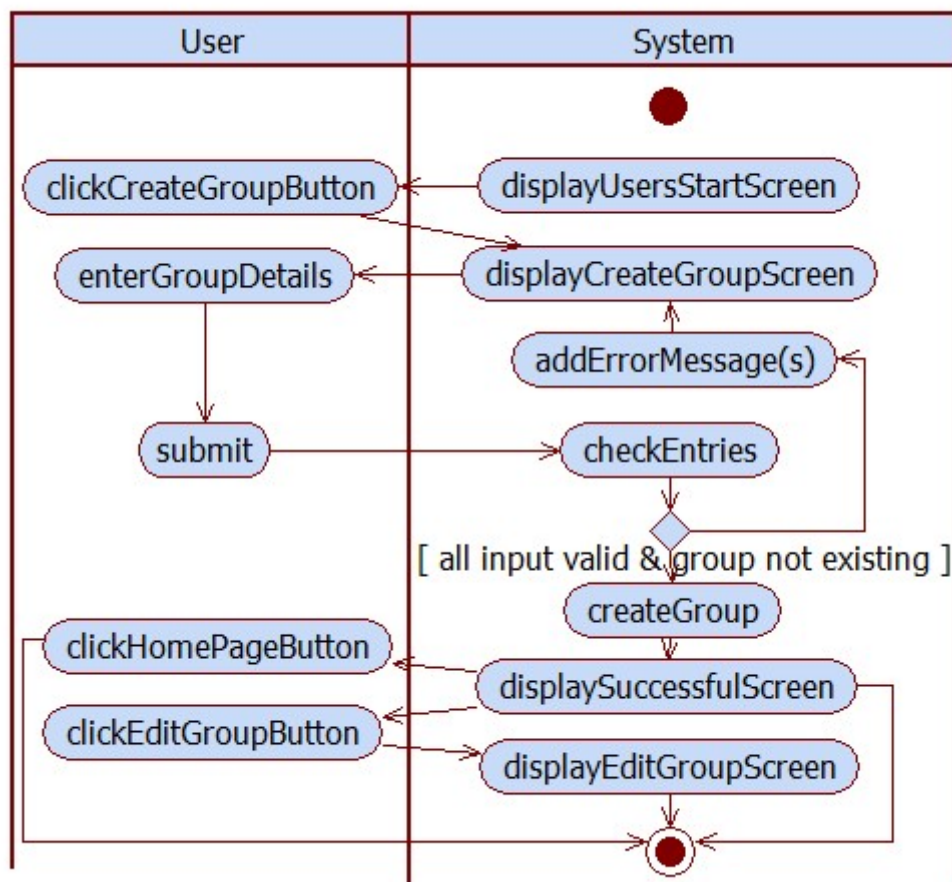 User System
clickCreateGroupButton displayUsersStartScreen
enterGroupDetails displayCreateGroupScreen
addErrorMessage(s)
submit checkEntries
[ all input valid & group not existing ]
createGroup
clickHomePageButton
displaySuccessfulScreen
clickEditGroupButton
displayEditGroupScreen